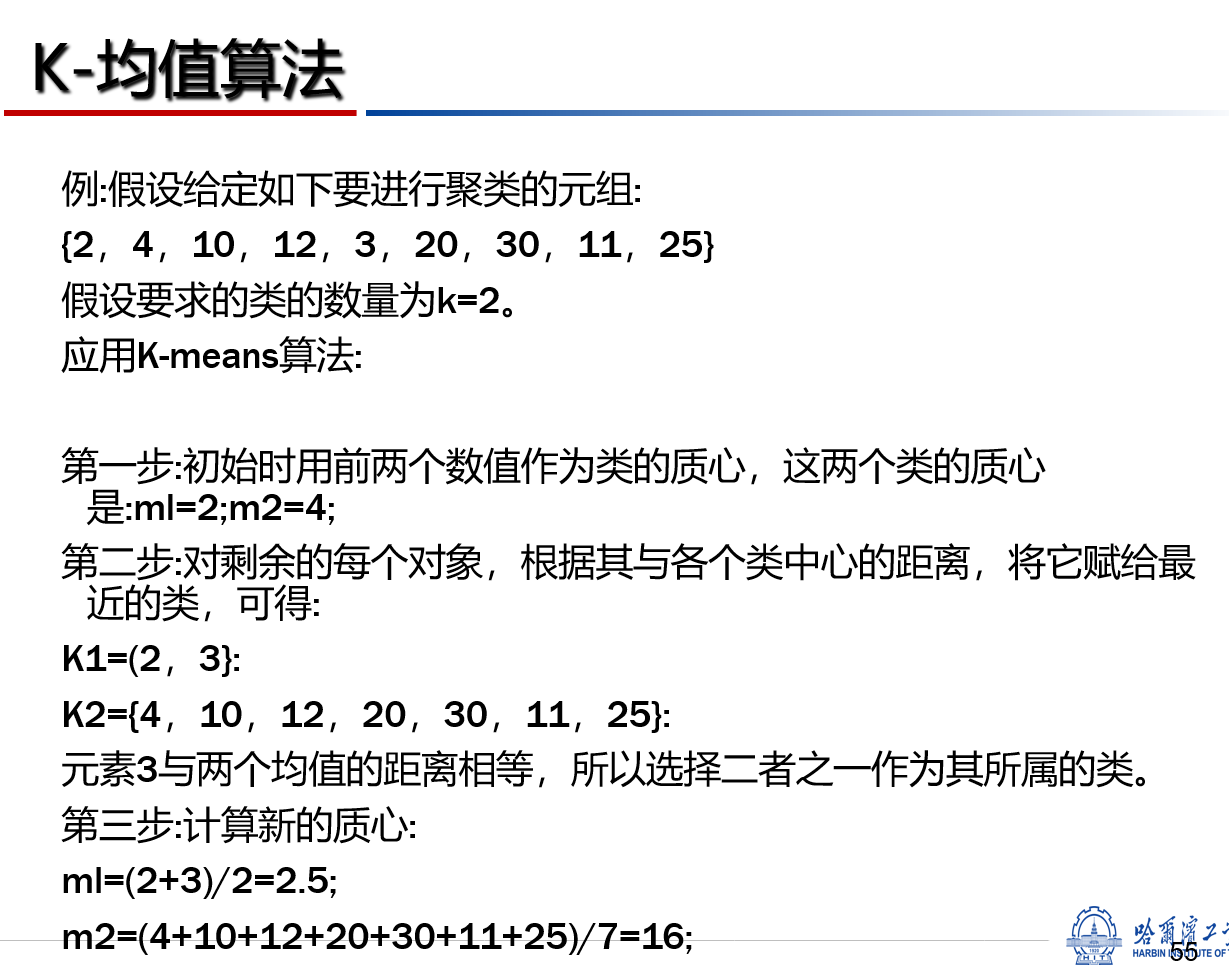 K-均值算法
例:假设给定如下要进行聚类的元组:
{2，4，10，12，3，20，30，11，25}
假设要求的类的数量为k=2。
应用K-means算法:
第一步:初始时用前两个数值作为类的质心，这两个类的质心
是:ml=2;m2=4;
第二步:对剩余的每个对象，根据其与各个类中心的距离，将它赋给最
近的类，可得:
K1=(2，3}:
K2={4，10，12，20，30，11，25}:
元素3与两个均值的距离相等，所以选择二者之一作为其所属的类。
第三步:计算新的质心:
ml=(2+3)/2=2.5;
m2=(4+10+12+20+30+11+25)/7=16;
哈爾濱工
HARBIN INSTITUTE OF
HIT
55